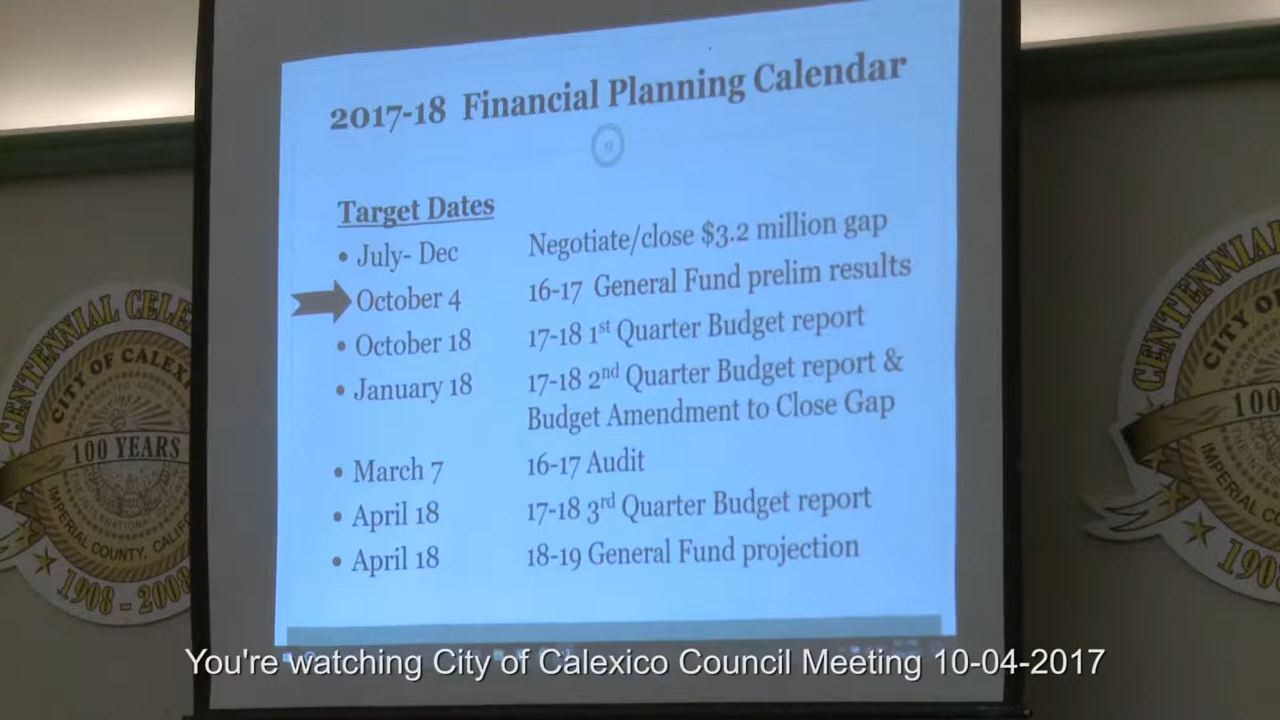 2017-18 Financial Planning Calendar
9
Target Dates
• July- Dec Negotiate/close $3.2 million gap
October 4 16-17 General Fund prelim results
• October 18 17-18 1st Quarter Budget report
• January 18 17-18 2nd Quarter Budget report &
Budget Amendment to Close Gap
• March 7 16-17 Audit
• April 18 17-18 3rd Quarter Budget report
• April 18 18-19 General Fund projection
CENTENNIAL CELE
CITY OF CALEXI
100 YEARS
IMPERIAL COUNTY, CALIF
1908 - 2008
CENTENNIAL
CITY O
100
IMPERIAL
190
You're watching City of Calexico Council Meeting 10-04-2017